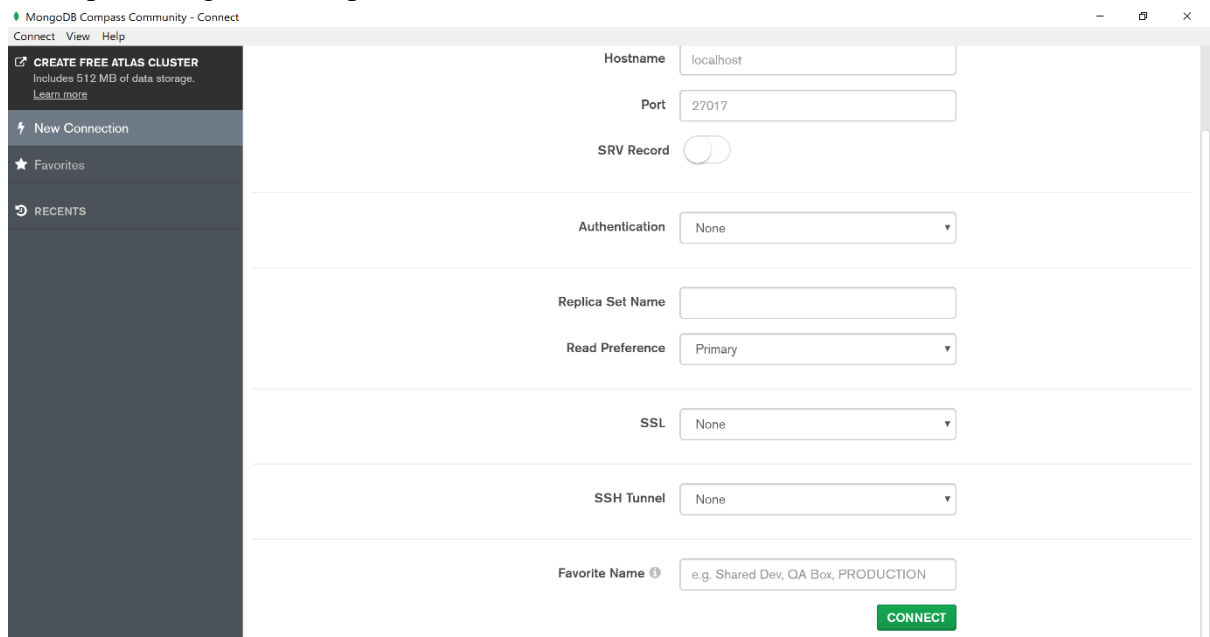 MongoDB Compass Community - Connect
Connect View Help
CREATE FREE ATLAS CLUSTER
Includes 512 MB of data storage.
Learn more
New Connection
Favorites
RECENTS
Hostname localhost
Port 27017
SRV Record
Authentication None
Replica Set Name
Read Preference Primary
SSL None
SSH Tunnel None
Favorite Name e.g. Shared Dev, QA Box, PRODUCTION
CONNECT